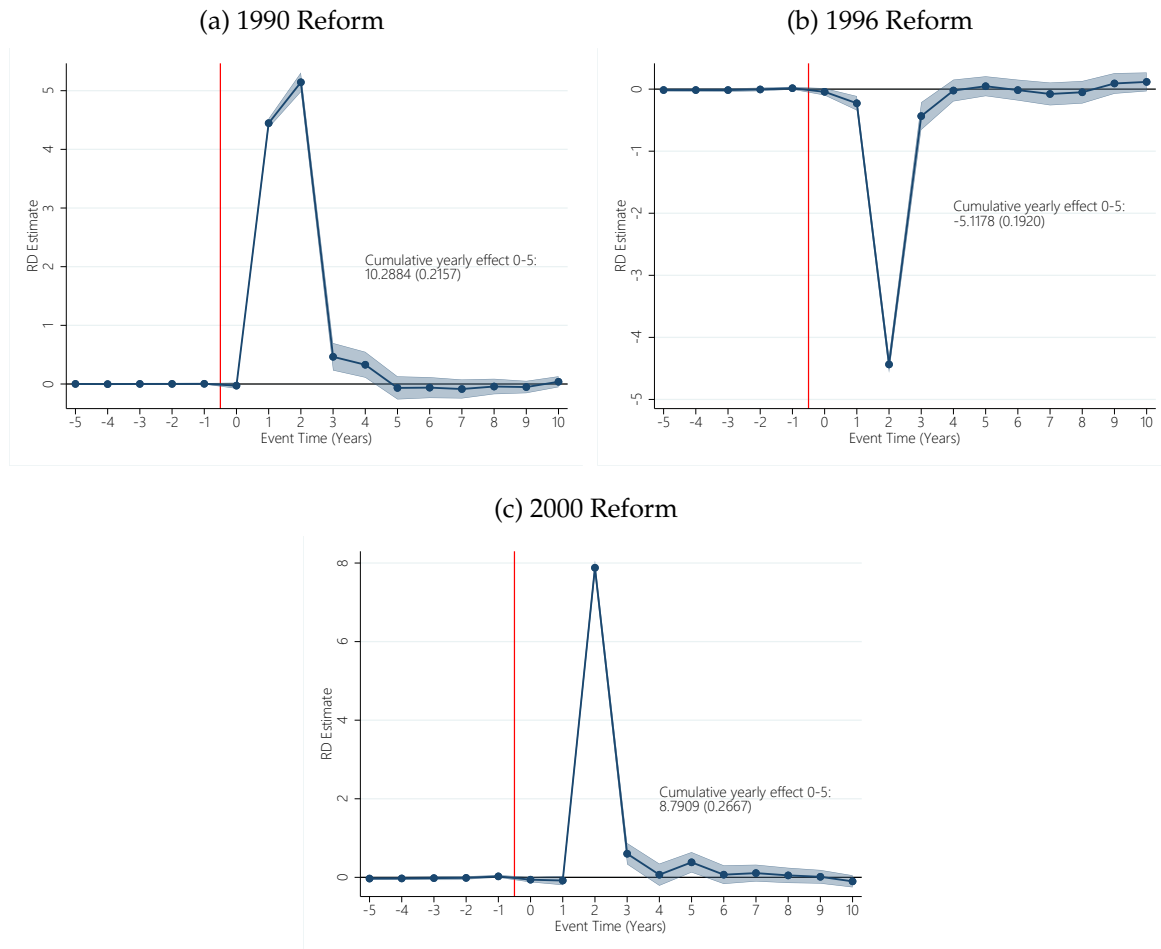 (a) 1990 Reform
RD Estimate
5
4
3
2
1
0
Cumulative yearly effect 0-5:
10.2884 (0.2157)
-5 -4 -3 -2 -1 0 1 2 3 4 5 6 7 8 9 10
Event Time (Years)
(b) 1996 Reform
RD Estimate
0
-1
-2
-3
-4
-5
Cumulative yearly effect 0-5:
-5.1178 (0.1920)
-5 -4 -3 -2 -1 0 1 2 3 4 5 6 7 8 9 10
Event Time (Years)
(c) 2000 Reform
RD Estimate
8
6
4
2
0
Cumulative yearly effect 0-5:
8.7909 (0.2667)
-5 -4 -3 -2 -1 0 1 2 3 4 5 6 7 8 9 10
Event Time (Years)